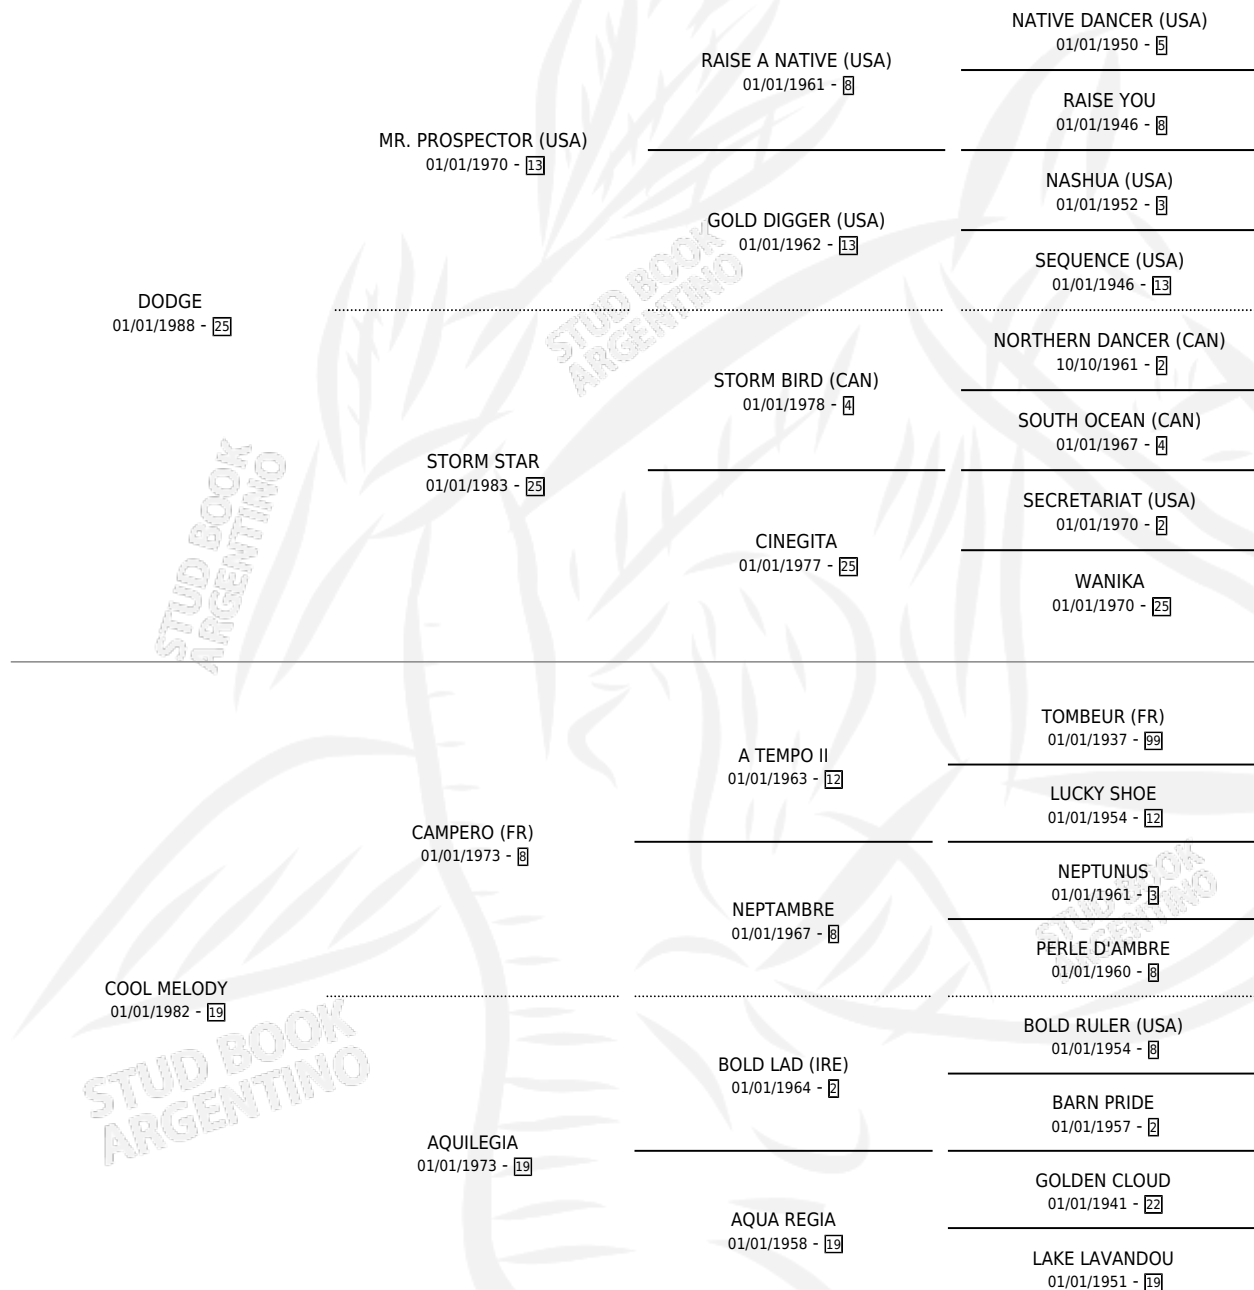 NATIVE DANCER (USA)
01/01/1950 - 5
RAISE A NATIVE (USA)
01/01/1961 - 8
RAISE YOU
01/01/1946 - 8
MR. PROSPECTOR (USA)
01/01/1970 - 13
NASHUA (USA)
01/01/1952 - 3
GOLD DIGGER (USA)
01/01/1962 - 13
SEQUENCE (USA)
01/01/1946 - 13
DODGE
01/01/1988 - 25
STUD BOOK
ARGENTINO
NORTHERN DANCER (CAN)
10/10/1961 - 2
STORM BIRD (CAN)
01/01/1978 - 4
SOUTH OCEAN (CAN)
01/01/1967 - 4
STORM STAR
01/01/1983 - 25
SECRETARIAT (USA)
01/01/1970 - 2
CINEGITA
01/01/1977 - 25
WANIKA
01/01/1970 - 25
STUD BOOK
ARGENTINO
TOMBEUR (FR)
01/01/1937 - 99
A TEMPO II
01/01/1963 - 12
LUCKY SHOE
01/01/1954 - 12
CAMPERO (FR)
01/01/1973 - 8
NEPTUNUS
01/01/1961 - 3
NEPTAMBRE
01/01/1967 - 8
PERLE D'AMBRE
01/01/1960 - 8
STUD BOOK
ARGENTINO
COOL MELODY
01/01/1982 - 19
BOLD RULER (USA)
01/01/1954 - 8
BOLD LAD (IRE)
01/01/1964 - 2
BARN PRIDE
01/01/1957 - 2
STUD BOOK
ARGENTINO
AQUILEGIA
01/01/1973 - 19
GOLDEN CLOUD
01/01/1941 - 22
AQUA REGIA
01/01/1958 - 19
LAKE LAVANDOU
01/01/1951 - 19